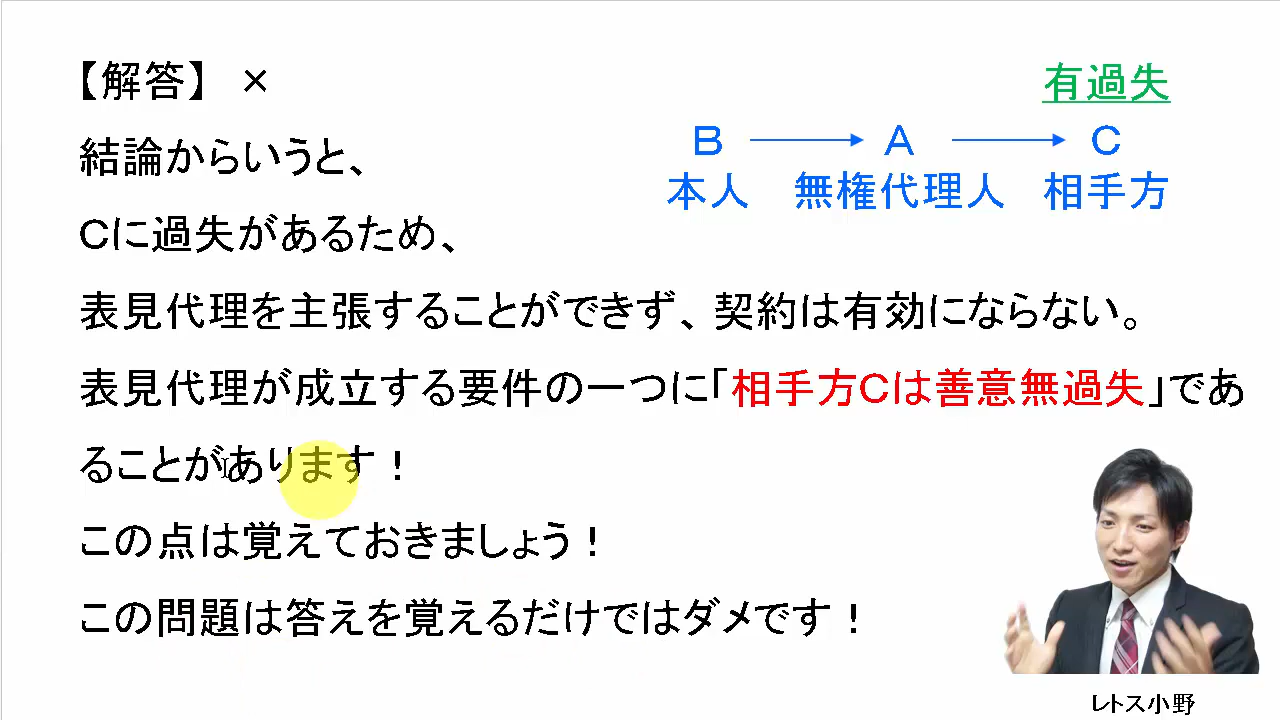 【解答】 ×
有過失
B → A → C
本人 無権代理人 相手方
結論からいうと、
Cに過失があるため、
表見代理を主張することができず、契約は有効にならない。
表見代理が成立する要件の一つに「相手方Cは善意無過失」であ
ることがあります！
この点は覚えておきましょう！
この問題は答えを覚えるだけではダメです！
レトス小野